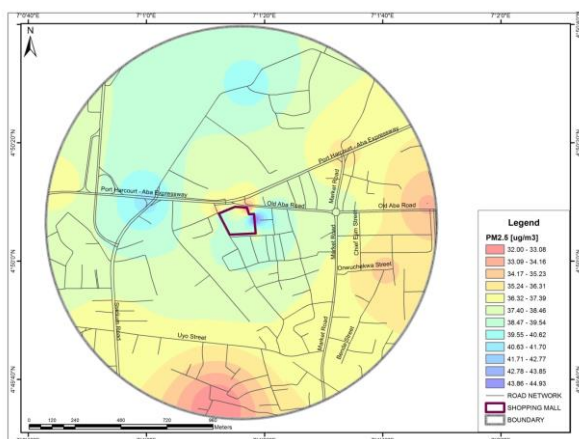 7°1'0"E 7°1'20"E 7°1'40"E 7°2'0"E
N
4°50'20"N
Port Harcourt - Aba Expressway
Market Road
Port Harcourt - Aba Expressway
Old Aba Road
Old Aba Road
Market Road
Chief Ejim Street
4°50'0"N
Onwuchekwa Street
Uyo Street
Market Road
4°49'40"N
Legend
PM2.5 [ug/m3]
32.00 - 33.08
33.09 - 34.16
34.17 - 35.23
35.24 - 36.31
36.32 - 37.39
37.40 - 38.46
38.47 - 39.54
39.55 - 40.62
40.63 - 41.70
41.71 - 42.77
42.78 - 43.85
43.86 - 44.93
ROAD NETWORK
SHOPPING MALL
BOUNDARY
0 120 240 480 720 960
Meters